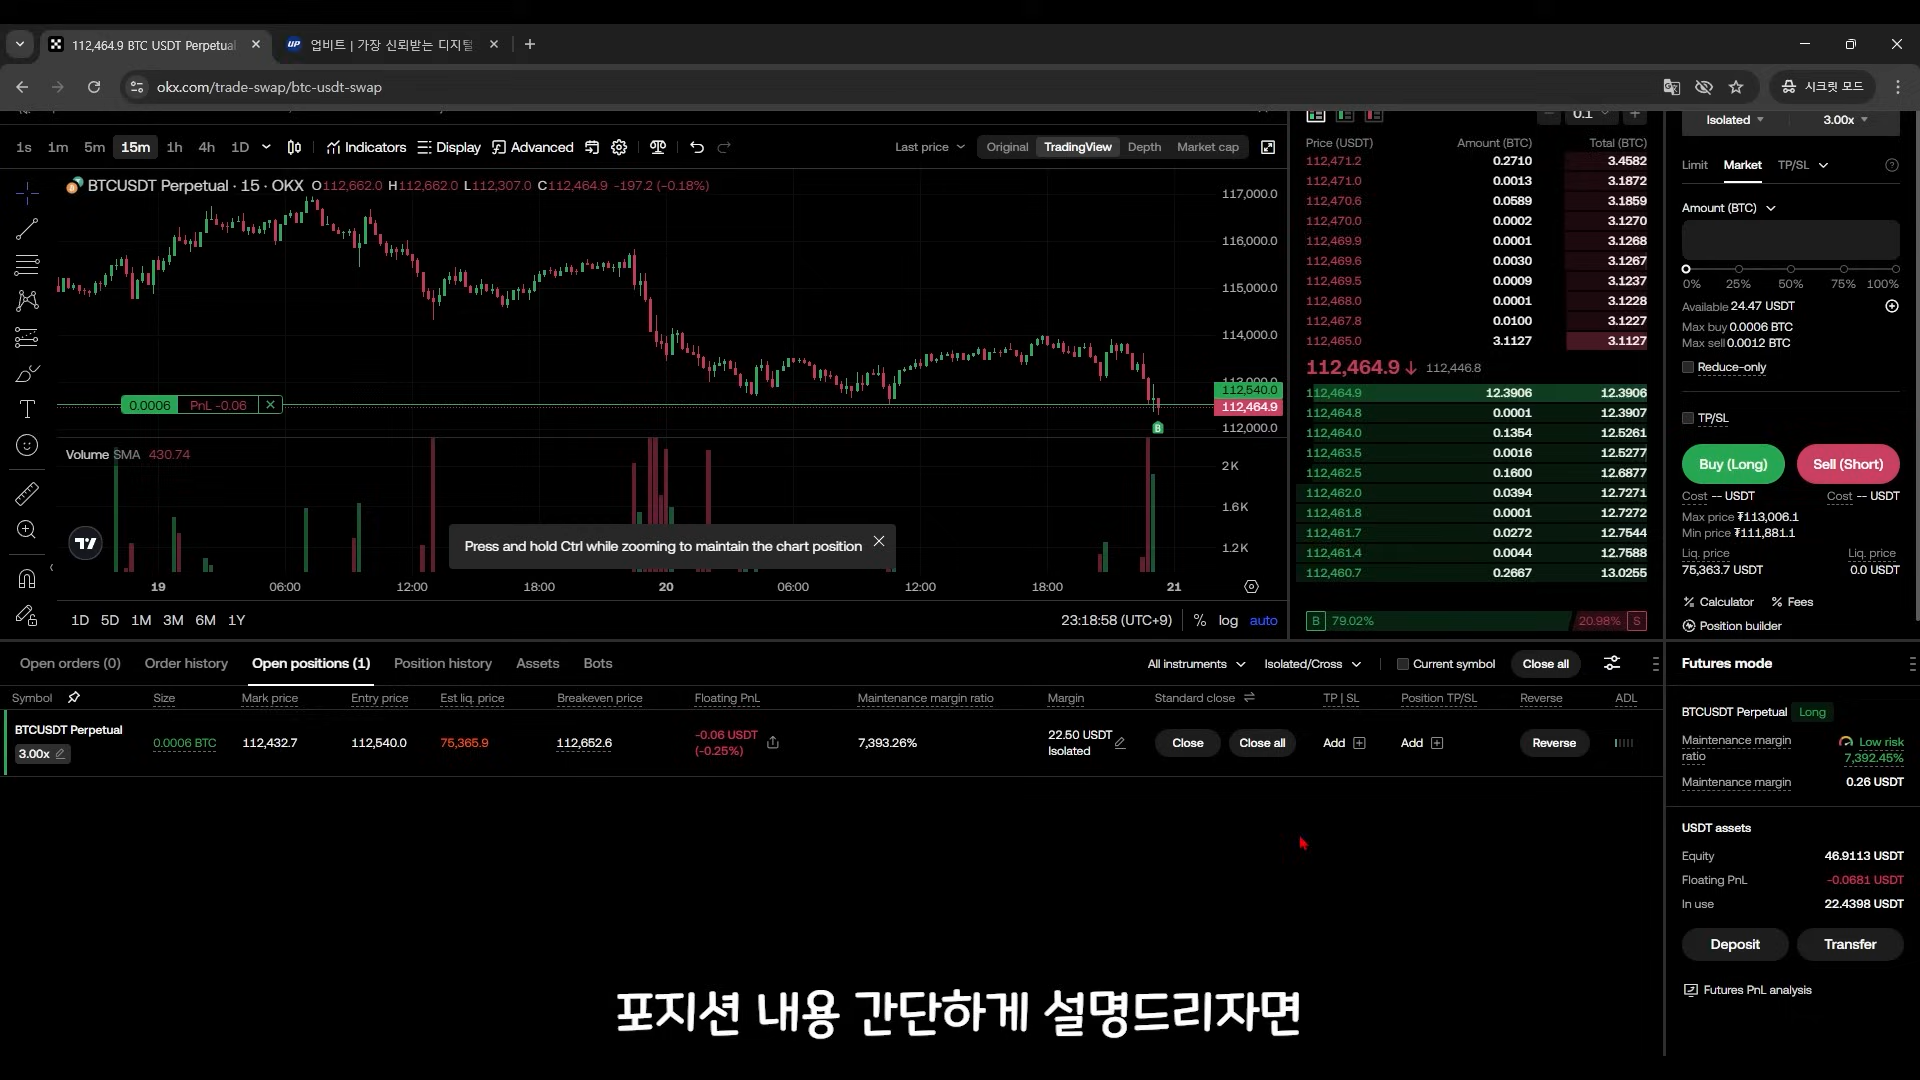 112,464.9 BTC USDT Perpetual
업비트 | 가장 신뢰받는 디지털
okx.com/trade-swap/btc-usdt-swap
시크릿 모드
1s 1m 5m 15m 1h 4h 1D Indicators Display Advanced
Last price Original TradingView Depth Market cap
BTCUSDT Perpetual · 15 · OKX O112,662.0 H112,662.0 L112,307.0 C112,464.9 -197.2 (-0.18%)
117,000.0
116,000.0
115,000.0
114,000.0
112,540.0
0.0006 PnL -0.06
112,464.9
112,000.0
B
Volume SMA 430.74
2K
1.6K
1.2K
Press and hold Ctrl while zooming to maintain the chart position
19 06:00 12:00 18:00 20 06:00 12:00 18:00 21
1D 5D 1M 3M 6M 1Y
23:18:58 (UTC+9) % log auto
0.1
Price (USDT) Amount (BTC) Total (BTC)
112,471.2 0.2710 3.4582
112,471.0 0.0013 3.1872
112,470.6 0.0589 3.1859
112,470.0 0.0002 3.1270
112,469.9 0.0001 3.1268
112,469.6 0.0030 3.1267
112,469.5 0.0009 3.1237
112,468.0 0.0001 3.1228
112,467.8 0.0100 3.1227
112,465.0 3.1127 3.1127
112,464.9 112,446.8
112,464.9 12.3906 12.3906
112,464.8 0.0001 12.3907
112,464.0 0.1354 12.5261
112,463.5 0.0016 12.5277
112,462.5 0.1600 12.6877
112,462.0 0.0394 12.7271
112,461.8 0.0001 12.7272
112,461.7 0.0272 12.7544
112,461.4 0.0044 12.7588
112,460.7 0.2667 13.0255
B 79.02% 20.98% S
Isolated 3.00x
Limit Market TP/SL
Amount (BTC)
0% 25% 50% 75% 100%
Available 24.47 USDT
Max buy 0.0006 BTC
Max sell 0.0012 BTC
Reduce-only
TP/SL
Buy (Long) Sell (Short)
Cost -- USDT Cost -- USDT
Max price ₮113,006.1
Min price ₮111,881.1
Liq. price Liq. price
75,363.7 USDT 0.0 USDT
Calculator Fees
Position builder
Open orders (0) Order history Open positions (1) Position history Assets Bots
All instruments Isolated/Cross Current symbol Close all
Symbol Size Mark price Entry price Est liq. price Breakeven price Floating PnL Maintenance margin ratio Margin Standard close TP | SL Position TP/SL Reverse ADL
BTCUSDT Perpetual
3.00x
0.0006 BTC 112,432.7 112,540.0 75,365.9 112,652.6
-0.06 USDT
(-0.25%)
7,393.26%
22.50 USDT
Isolated
Close Close all Add Add Reverse
Futures mode
BTCUSDT Perpetual Long
Maintenance margin ratio
Low risk
7,392.45%
Maintenance margin 0.26 USDT
USDT assets
Equity 46.9113 USDT
Floating PnL -0.0681 USDT
In use 22.4398 USDT
Deposit Transfer
Futures PnL analysis
포지션 내용 간단하게 설명드리자면